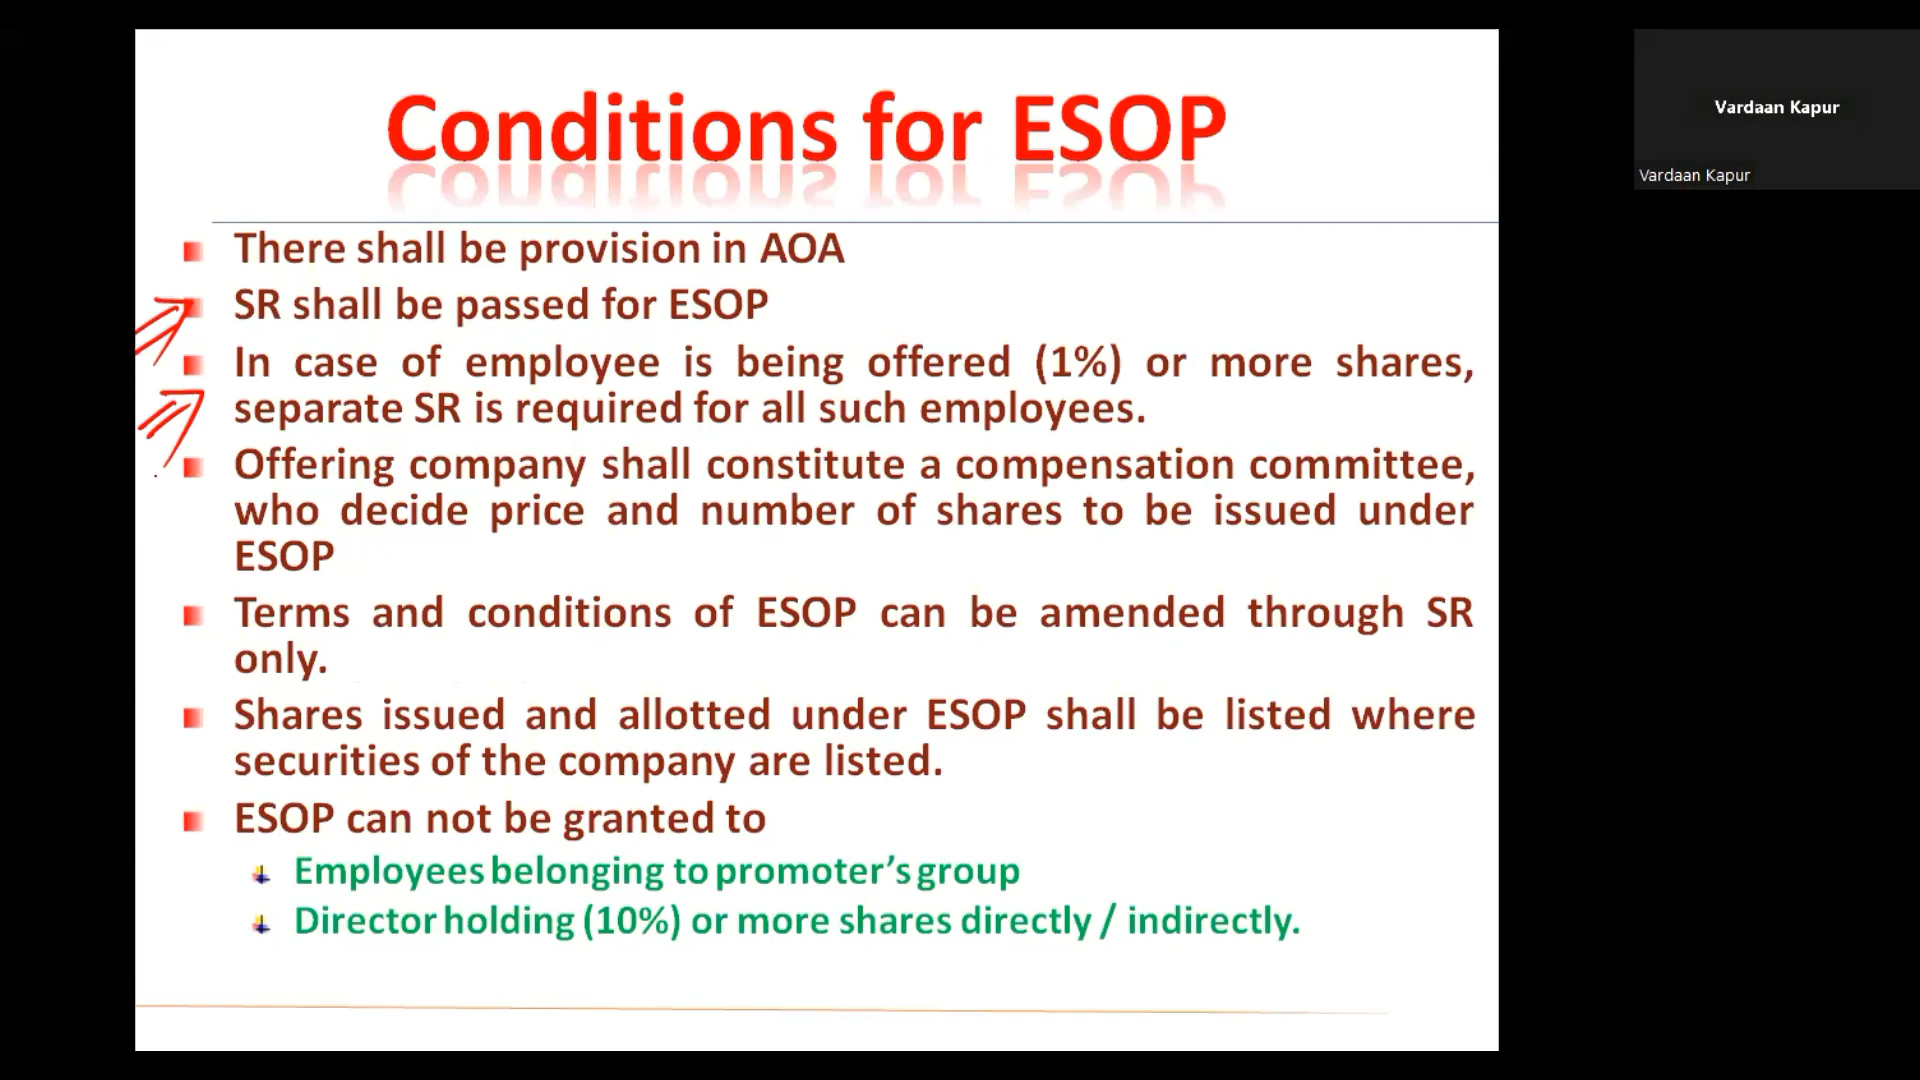 Conditions for ESOP
There shall be provision in AOA
SR shall be passed for ESOP
In case of employee is being offered (1%) or more shares,
separate SR is required for all such employees.
Offering company shall constitute a compensation committee,
who decide price and number of shares to be issued under
ESOP
Terms and conditions of ESOP can be amended through SR
only.
Shares issued and allotted under ESOP shall be listed where
securities of the company are listed.
ESOP can not be granted to
Employees belonging to promoter's group
Director holding (10%) or more shares directly / indirectly.
Vardaan Kapur
Vardaan Kapur